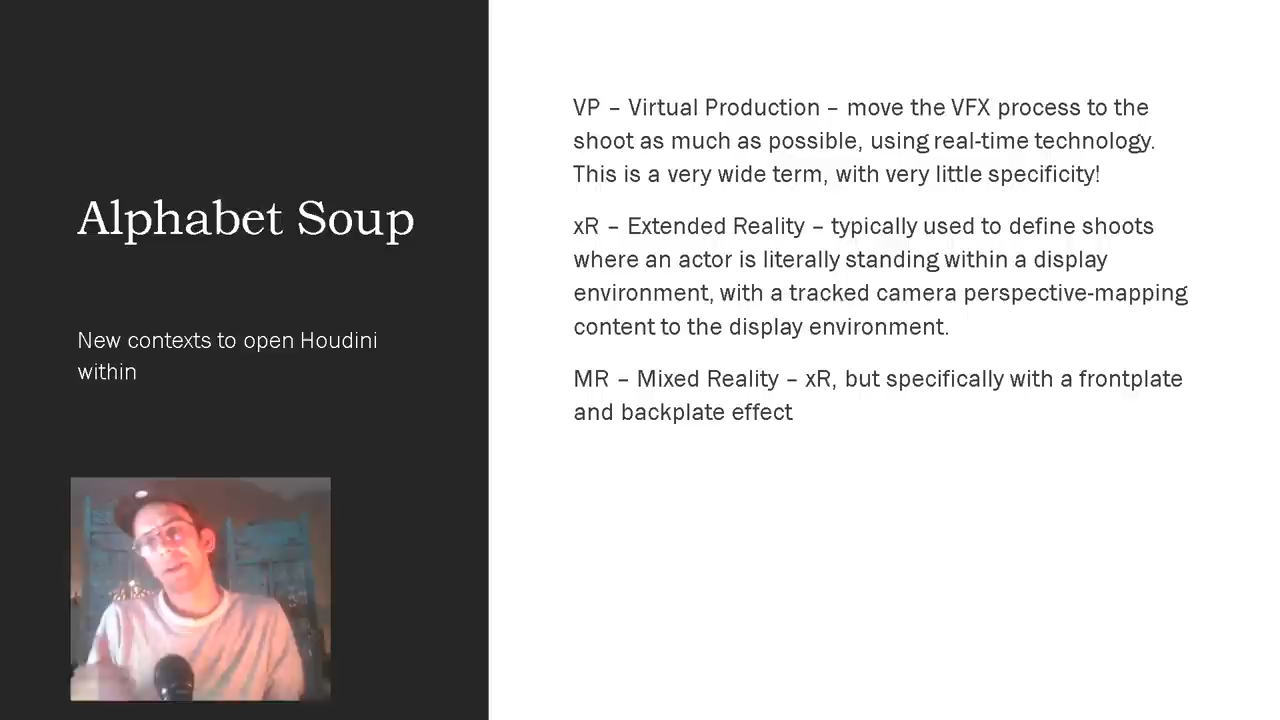 Alphabet Soup
New contexts to open Houdini
within
VP – Virtual Production – move the VFX process to the
shoot as much as possible, using real-time technology.
This is a very wide term, with very little specificity!
xR – Extended Reality – typically used to define shoots
where an actor is literally standing within a display
environment, with a tracked camera perspective-mapping
content to the display environment.
MR – Mixed Reality – xR, but specifically with a frontplate
and backplate effect